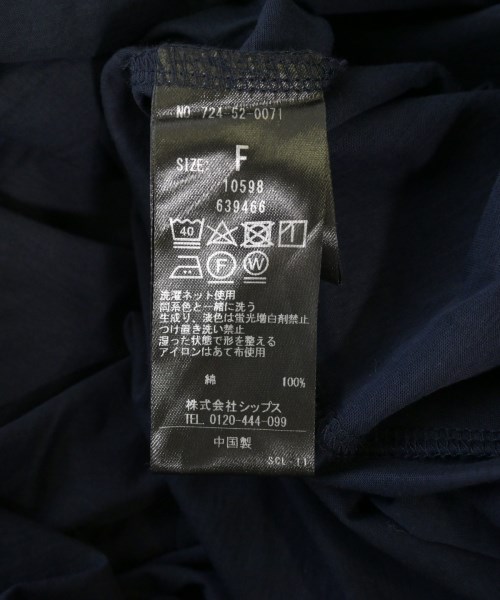 NO 724-52-0071
SIZE: F
10598
639466
40
F W
洗濯ネット使用
同系色と一緒に洗う
生成り、淡色は蛍光増白剤禁止
つけ置き洗い禁止
湿った状態で形を整える
アイロンはあて布使用
綿 100%
株式会社シップス
TEL. 0120-444-099
中国製
SCL-11